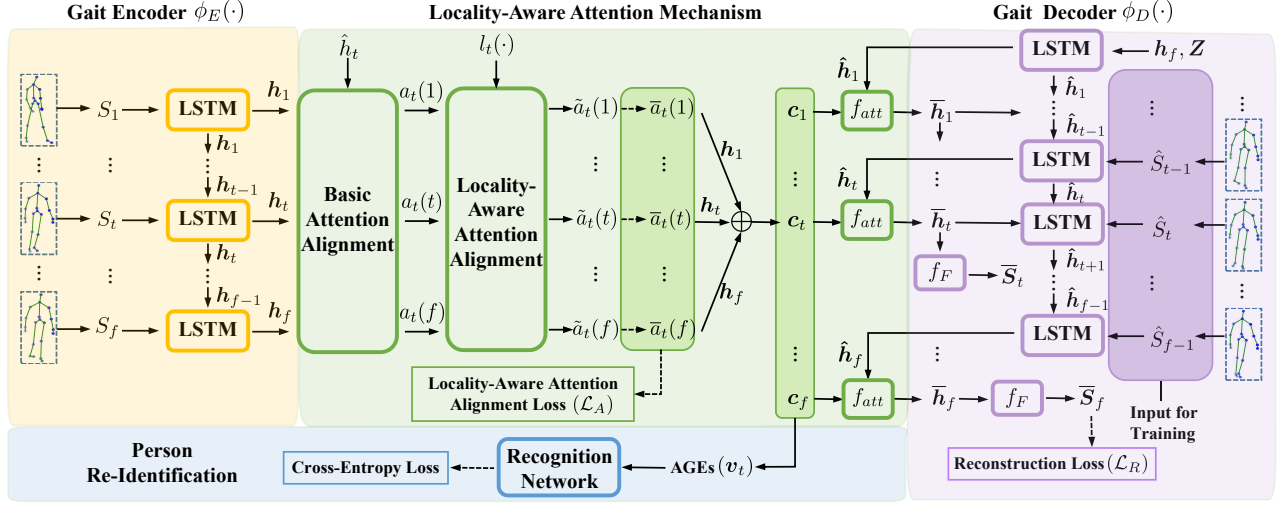 Gait Encoder ϕ_E(·)
Locality-Aware Attention Mechanism
Gait Decoder ϕ_D(·)
ĥ_t
l_t(·)
LSTM
h_f, Z
ĥ_1
ĥ_1
S_1
LSTM
h_1
a_t(1)
ã_t(1)
a̅_t(1)
c_1
f_att
h̅_1
⋮
...
h_1
h_1
ĥ_{t-1}
...
⋮
...
⋮
h_{t-1}
Basic
Attention
Alignment
Locality-
Aware
Attention
Alignment
⋮
⋮
⋮
ĥ_t
⋮
LSTM
Ŝ_{t-1}
...
ĥ_t
S_t
LSTM
h_t
a_t(t)
ã_t(t)
a̅_t(t)
h_t
c_t
f_att
h̅_t
LSTM
Ŝ_t
h_t
ĥ_{t+1}
f_F
S̅_t
...
...
⋮
⋮
⋮
⋮
...
h_{f-1}
h_f
ĥ_{f-1}
S_f
LSTM
h_f
a_t(f)
ã_t(f)
a̅_t(f)
LSTM
Ŝ_{f-1}
ĥ_f
⋮
⋮
Locality-Aware Attention
Alignment Loss (ℒ_A)
c_f
f_att
h̅_f
f_F
S̅_f
Input for
Training
Person
Re-Identification
Cross-Entropy Loss
Recognition
Network
AGEs (v_t)
Reconstruction Loss (ℒ_R)